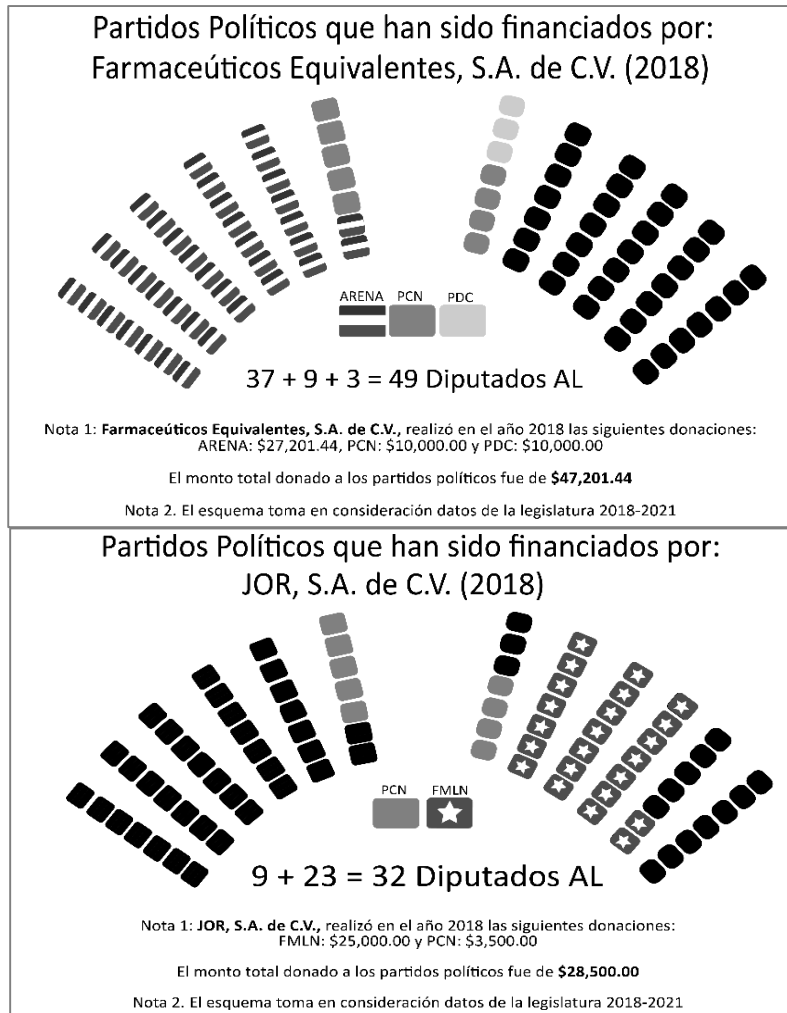 Partidos Políticos que han sido financiados por:
Farmaceúticos Equivalentes, S.A. de C.V. (2018)
ARENA PCN PDC
37 + 9 + 3 = 49 Diputados AL
Nota 1: Farmaceúticos Equivalentes, S.A. de C.V., realizó en el año 2018 las siguientes donaciones:
ARENA: $27,201.44, PCN: $10,000.00 y PDC: $10,000.00
El monto total donado a los partidos políticos fue de $47,201.44
Nota 2. El esquema toma en consideración datos de la legislatura 2018-2021
Partidos Políticos que han sido financiados por:
JOR, S.A. de C.V. (2018)
PCN FMLN
9 + 23 = 32 Diputados AL
Nota 1: JOR, S.A. de C.V., realizó en el año 2018 las siguientes donaciones:
FMLN: $25,000.00 y PCN: $3,500.00
El monto total donado a los partidos políticos fue de $28,500.00
Nota 2. El esquema toma en consideración datos de la legislatura 2018-2021